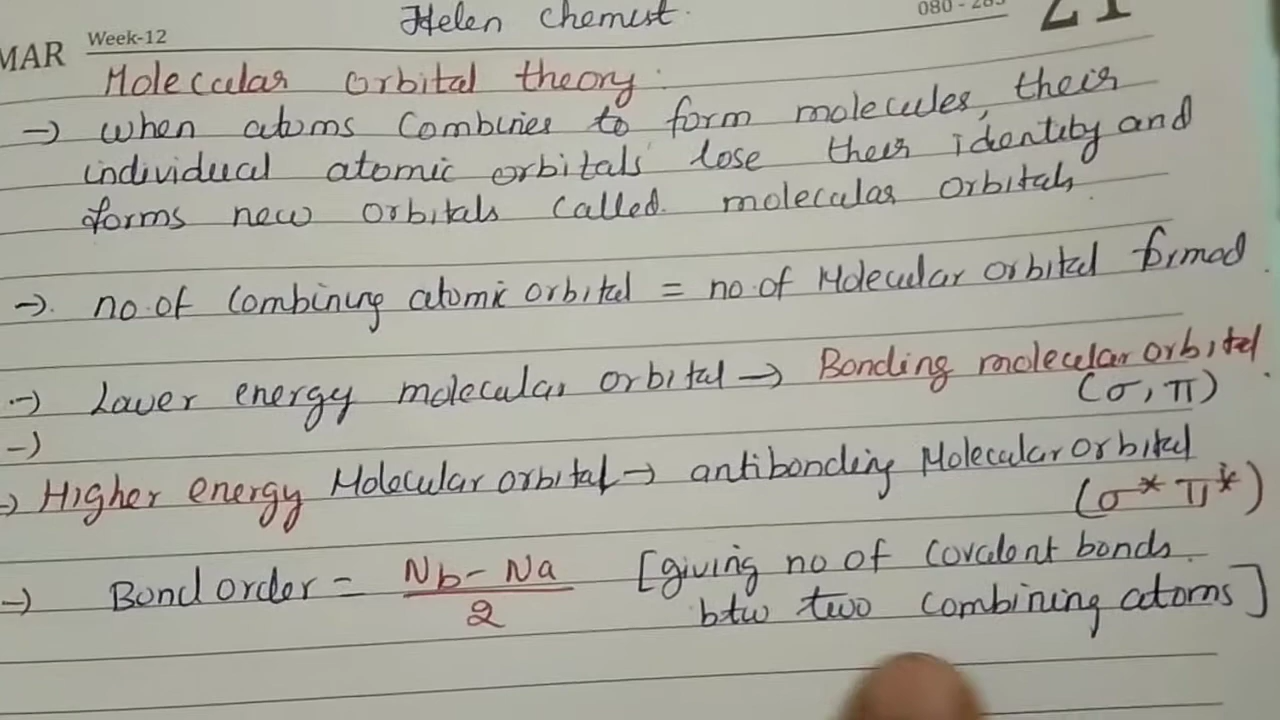 Helen Chemist.
MAR Week-12
Molecular orbital theory:
→ when atoms Combines to form molecules, their
individual atomic orbitals lose their identity and
forms new orbitals called. molecular orbitals.
→. no.of Combining atomic orbital = no.of Molecular orbital formed.
→ Lower energy molecular orbital → Bonding molecular orbital.
(σ, π)
→
→ Higher energy Molecular orbital → antibonding Molecular orbital
(σ* π*)
→ Bond order = Nb - Na / 2 [giving no of covalent bonds
btw two combining atoms]